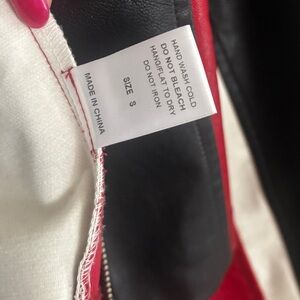 HAND WASH COLD
DO NOT BLEACH
HANG/FLAT TO DRY
DO NOT IRON.
SIZE  S
MADE IN CHINA